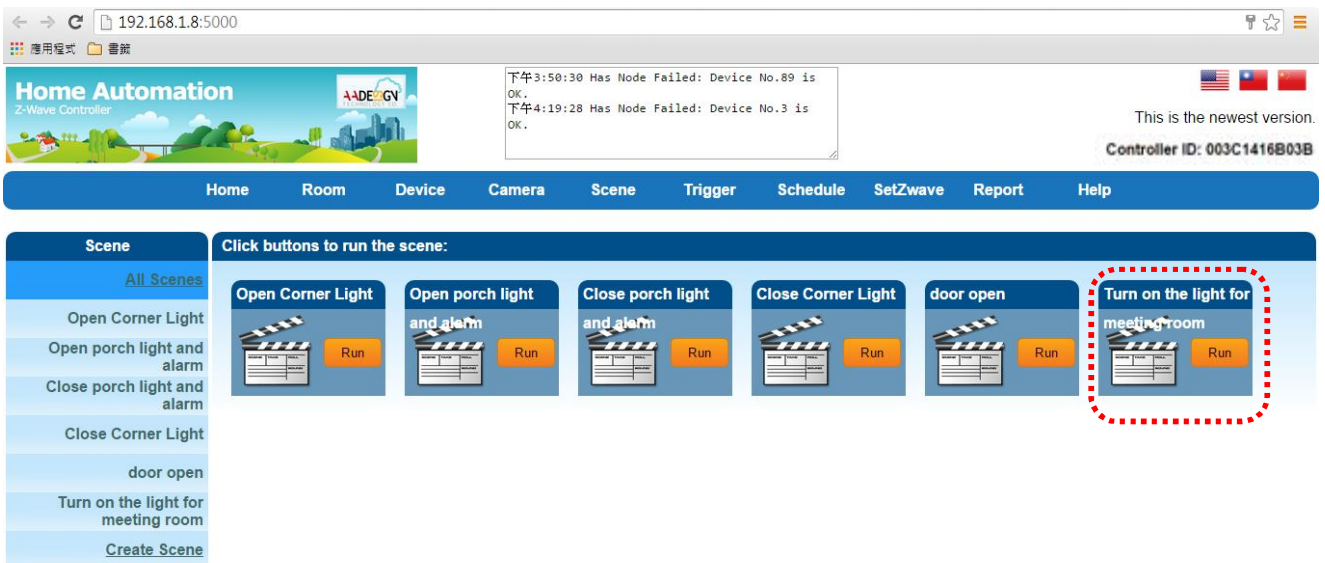 192.168.1.8:5000
應用程式 書籤
Home Automation
Z-Wave Controller
TECHNOLOGY CO.
下午3:50:30 Has Node Failed: Device No.89 is
OK.
下午4:19:28 Has Node Failed: Device No.3 is
OK.
This is the newest version.
Controller ID: 003C1416B03B
Home Room Device Camera Scene Trigger Schedule SetZwave Report Help
Scene
All Scenes
Open Corner Light
Open porch light and
alarm
Close porch light and
alarm
Close Corner Light
door open
Turn on the light for
meeting room
Create Scene
Click buttons to run the scene:
Open Corner Light
Run
Open porch light
and alarm
Run
Close porch light
and alarm
Run
Close Corner Light
Run
door open
Run
Turn on the light for
meeting room
Run